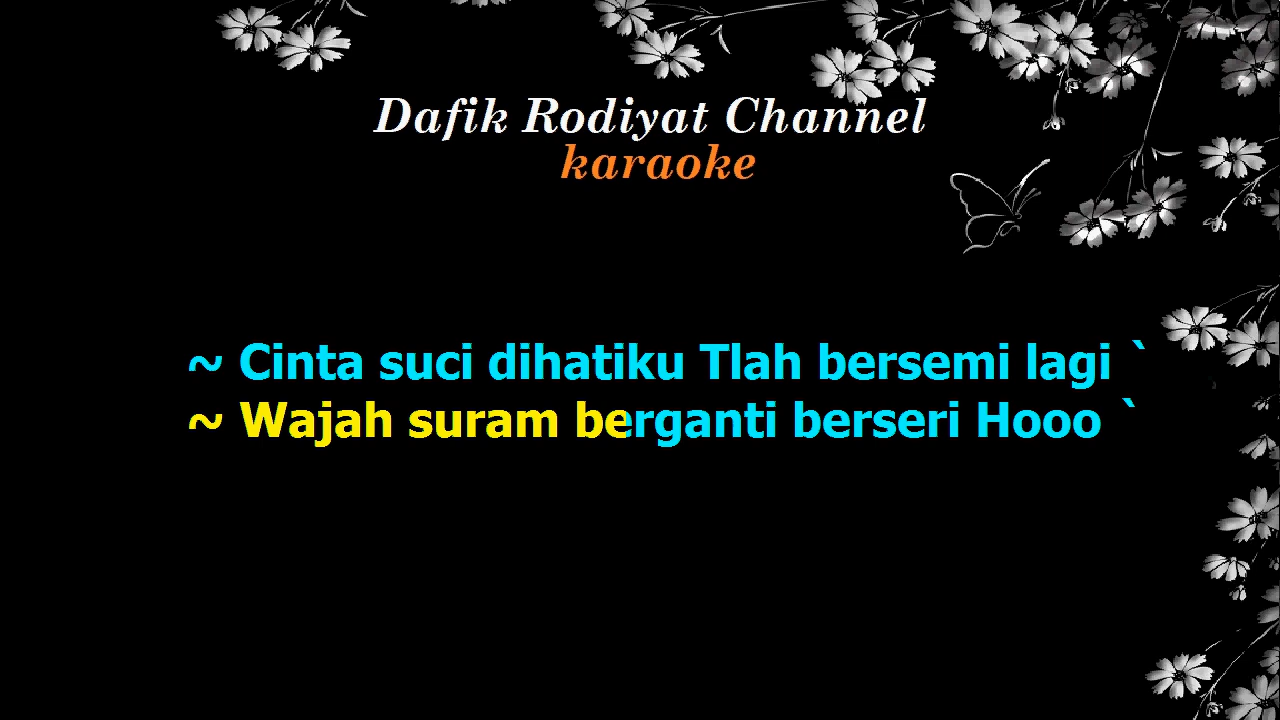 Dafik Rodiyat Channel
karaoke
~ Cinta suci dihatiku Tlah bersemi lagi `
~ Wajah suram berganti berseri Hooo `